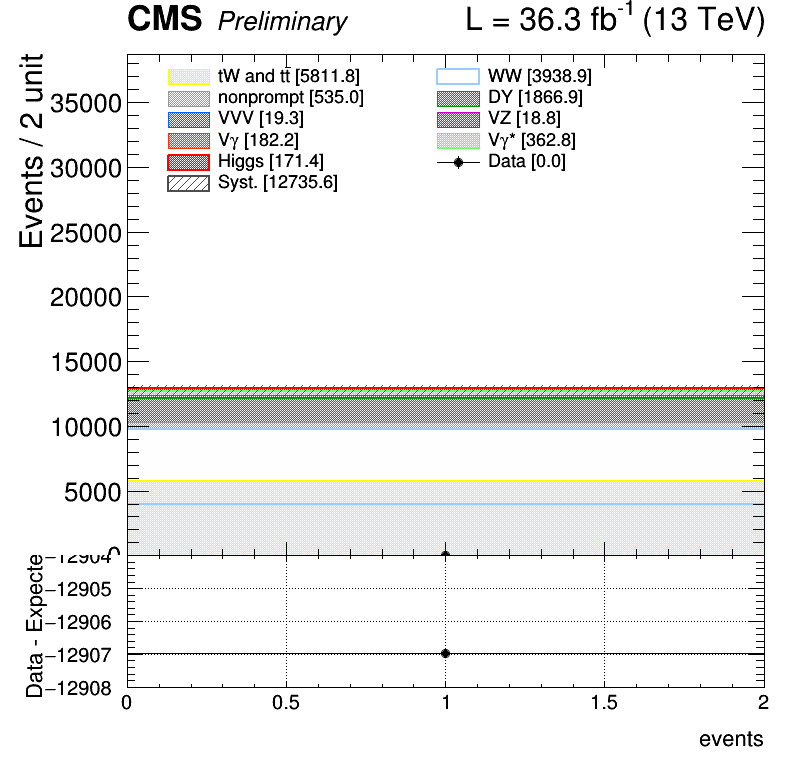 CMS Preliminary L = 36.3 fb⁻¹ (13 TeV)
Events / 2 unit
tW and tt̄ [5811.8]
nonprompt [535.0]
VVV [19.3]
Vγ [182.2]
Higgs [171.4]
Syst. [12735.6]
WW [3938.9]
DY [1866.9]
VZ [18.8]
Vγ* [362.8]
Data [0.0]
35000
30000
25000
20000
15000
10000
5000
0
Data - Expecte
−12904
−12905
−12906
−12907
−12908
0 0.5 1 1.5 2
events